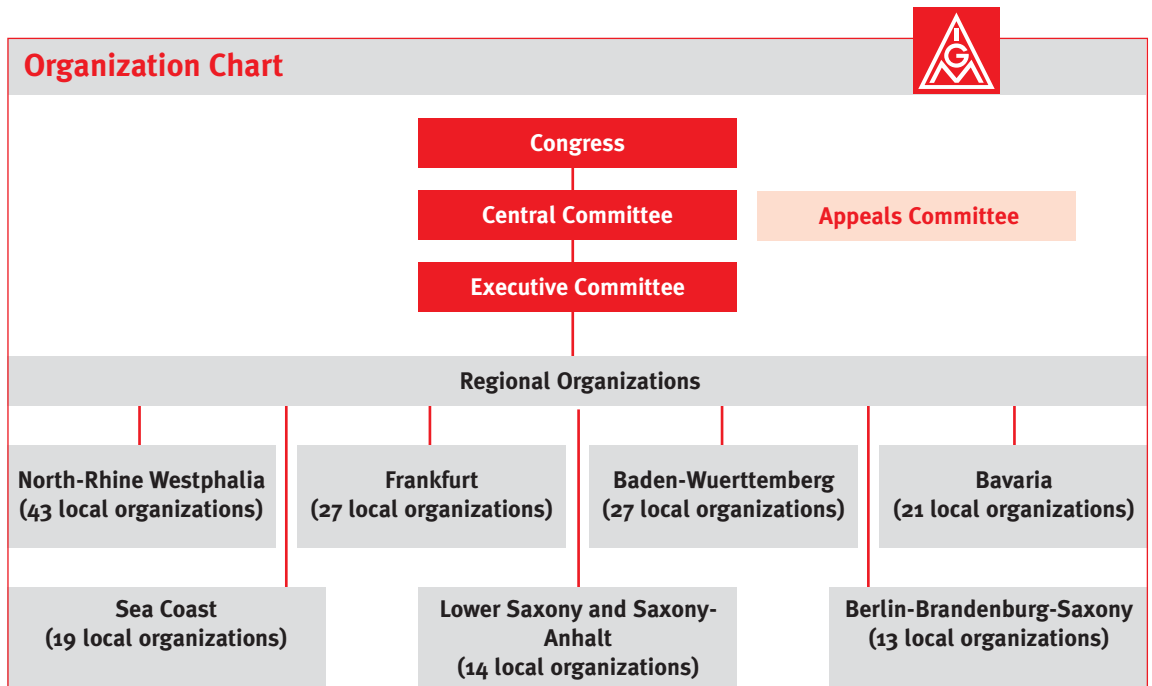 Organization Chart
IGM
Congress
Central Committee
Appeals Committee
Executive Committee
Regional Organizations
North-Rhine Westphalia
(43 local organizations)
Frankfurt
(27 local organizations)
Baden-Wuerttemberg
(27 local organizations)
Bavaria
(21 local organizations)
Sea Coast
(19 local organizations)
Lower Saxony and Saxony-
Anhalt
(14 local organizations)
Berlin-Brandenburg-Saxony
(13 local organizations)